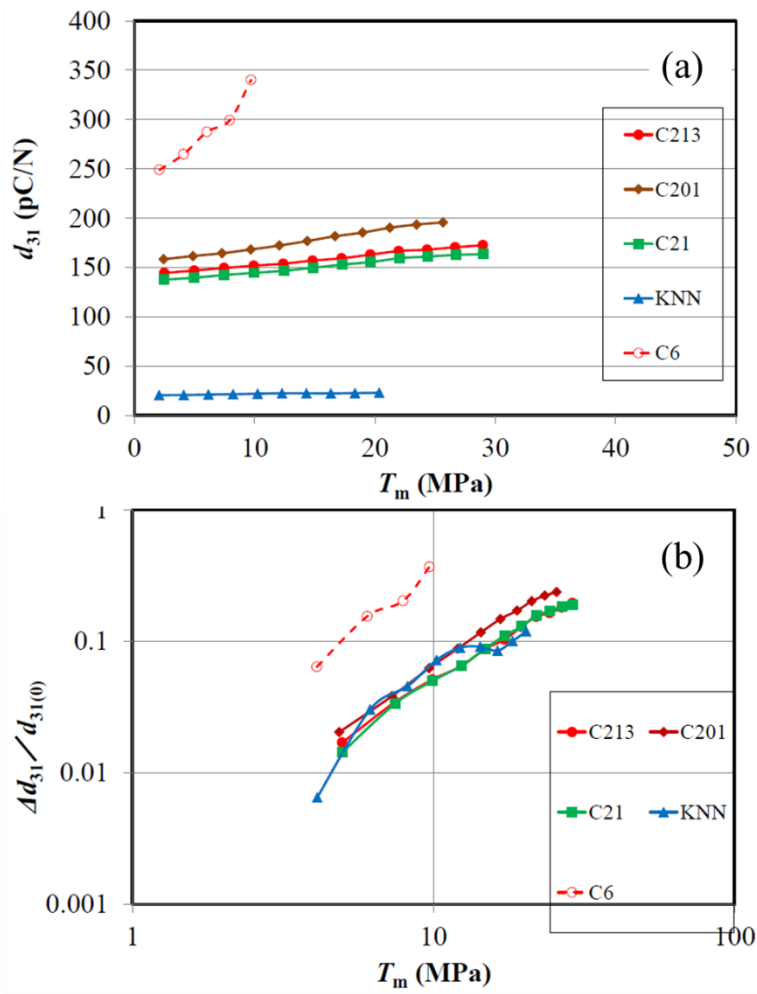 400
(a)
350
300
250
200
150
100
50
0
d31 (pC/N)
C213
C201
C21
KNN
C6
0 10 20 30 40 50
Tm (MPa)
1
(b)
0.1
0.01
0.001
Δd31／d31(0)
C213 C201
C21 KNN
C6
1 10 100
Tm (MPa)